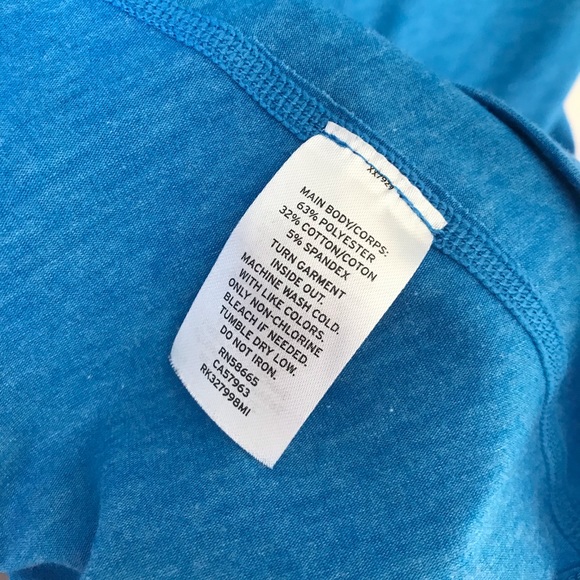 MAIN BODY/CORPS:
63% POLYESTER
32% COTTON/COTON
5% SPANDEX
TURN GARMENT
INSIDE OUT.
MACHINE WASH COLD.
WITH LIKE COLORS.
ONLY NON-CHLORINE
BLEACH IF NEEDED.
TUMBLE DRY LOW.
DO NOT IRON.
RN58665
CA57963
RK32799BMI